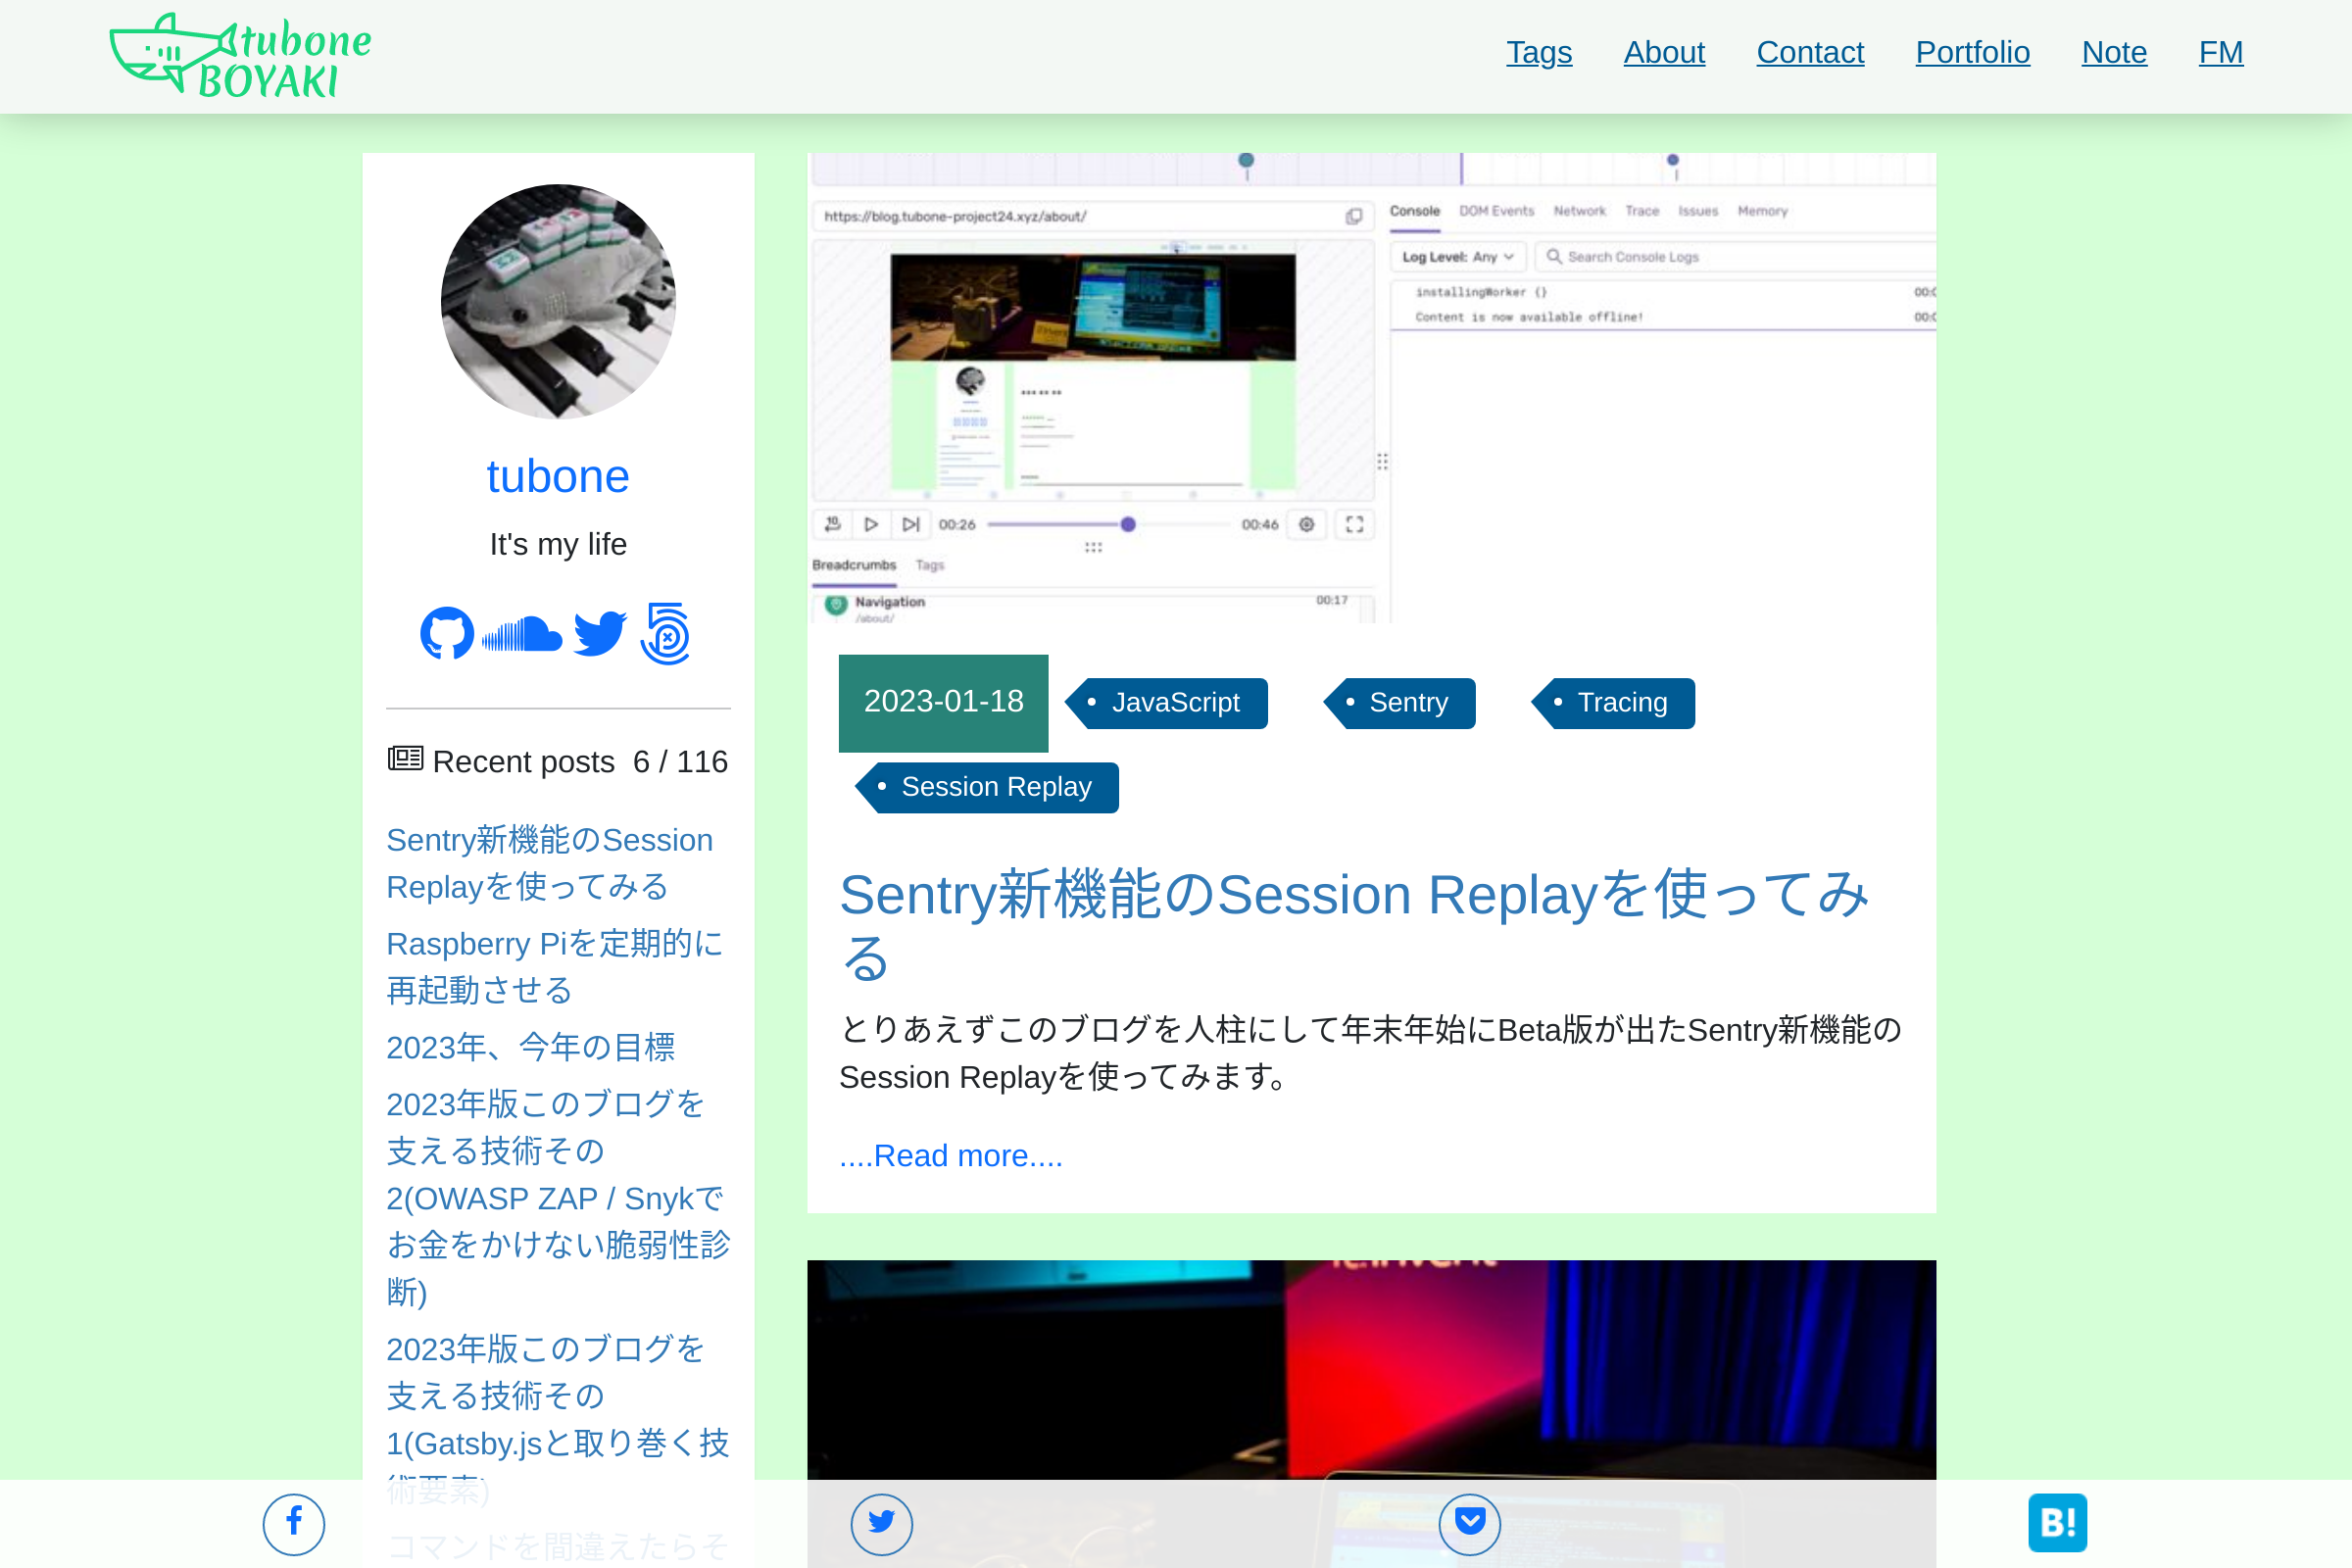 tubone
BOYAKI
Tags About Contact Portfolio Note FM
tubone
It's my life
Recent posts 6 / 116
Sentry新機能のSession
Replayを使ってみる
Raspberry Piを定期的に
再起動させる
2023年、今年の目標
2023年版このブログを
支える技術その
2(OWASP ZAP / Snykで
お金をかけない脆弱性診
断)
2023年版このブログを
支える技術その
1(Gatsby.jsと取り巻く技
術要素)
コマンドを間違えたらそ
https://blog.tubone-project24.xyz/about/
Console DOM Events Network Trace Issues Memory
Log Level: Any Search Console Logs
installingWorker {}
Content is now available offline!
10 00:26 00:46
Breadcrumbs Tags
Navigation 00:17
/about/
2023-01-18 JavaScript Sentry Tracing
Session Replay
Sentry新機能のSession Replayを使ってみ
る
とりあえずこのブログを人柱にして年末年始にBeta版が出たSentry新機能の
Session Replayを使ってみます。
....Read more....
B!